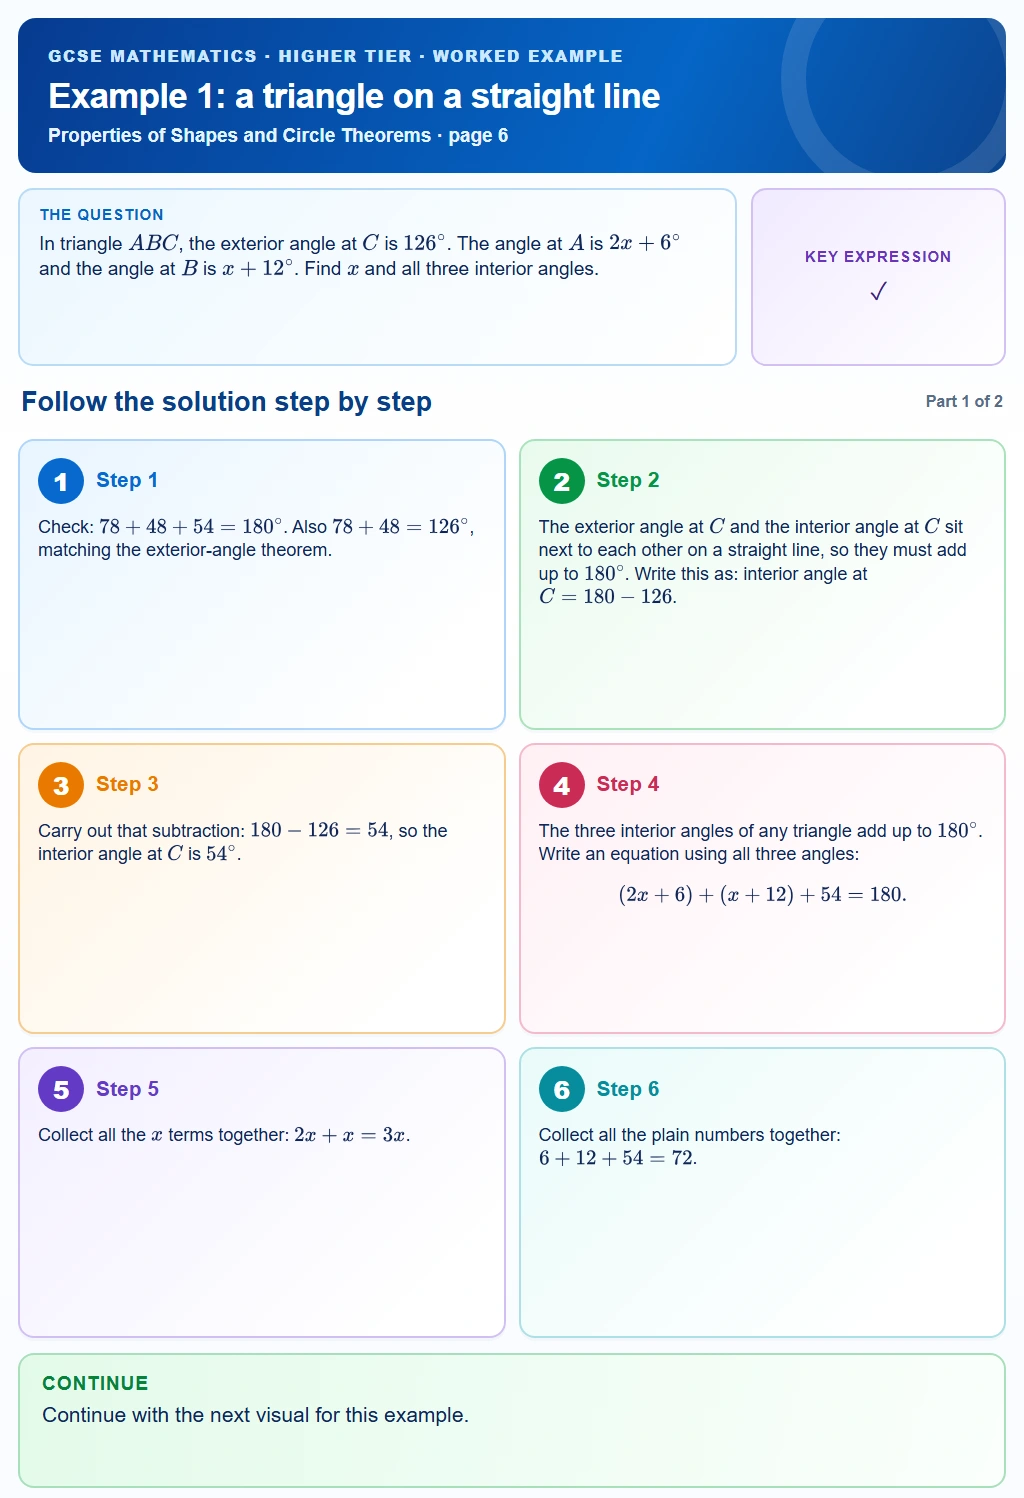 GCSE MATHEMATICS · HIGHER TIER · WORKED EXAMPLE
Example 1: a triangle on a straight line
Properties of Shapes and Circle Theorems · page 6
THE QUESTION
In triangle ABC, the exterior angle at C is 126°. The angle at A is 2x + 6°
and the angle at B is x + 12°. Find x and all three interior angles.
KEY EXPRESSION
✓
Follow the solution step by step
Part 1 of 2
1 Step 1
Check: 78 + 48 + 54 = 180°. Also 78 + 48 = 126°,
matching the exterior-angle theorem.
2 Step 2
The exterior angle at C and the interior angle at C sit
next to each other on a straight line, so they must add
up to 180°. Write this as: interior angle at
C = 180 − 126.
3 Step 3
Carry out that subtraction: 180 − 126 = 54, so the
interior angle at C is 54°.
4 Step 4
The three interior angles of any triangle add up to 180°.
Write an equation using all three angles:
(2x + 6) + (x + 12) + 54 = 180.
5 Step 5
Collect all the x terms together: 2x + x = 3x.
6 Step 6
Collect all the plain numbers together:
6 + 12 + 54 = 72.
CONTINUE
Continue with the next visual for this example.